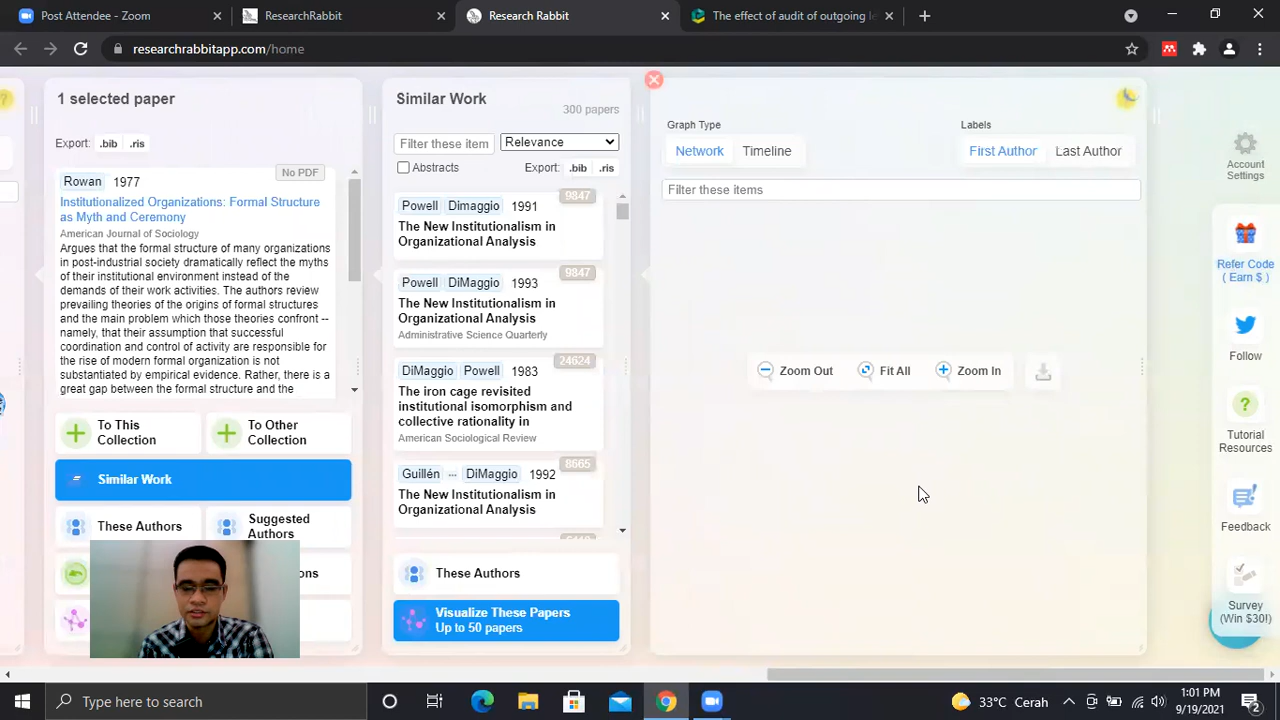 Post Attendee - Zoom
ResearchRabbit
Research Rabbit
The effect of audit of outgoing le
researchrabbitapp.com/home
1 selected paper
Export: .bib .ris
No PDF
Rowan 1977
Institutionalized Organizations: Formal Structure
as Myth and Ceremony
American Journal of Sociology
Argues that the formal structure of many organizations
in post-industrial society dramatically reflect the myths
of their institutional environment instead of the
demands of their work activities. The authors review
prevailing theories of the origins of formal structures
and the main problem which those theories confront --
namely, that their assumption that successful
coordination and control of activity are responsible for
the rise of modern formal organization is not
substantiated by empirical evidence. Rather, there is a
great gap between the formal structure and the
To This
Collection
To Other
Collection
Similar Work
These Authors
Suggested
Authors
ons
Similar Work
300 papers
Filter these item
Relevance
Abstracts
Export: .bib .ris
9847
Powell Dimaggio 1991
The New Institutionalism in
Organizational Analysis
9847
Powell DiMaggio 1993
The New Institutionalism in
Organizational Analysis
Administrative Science Quarterly
24624
DiMaggio Powell 1983
The iron cage revisited
institutional isomorphism and
collective rationality in
American Sociological Review
8665
Guillén ... DiMaggio 1992
The New Institutionalism in
Organizational Analysis
These Authors
Visualize These Papers
Up to 50 papers
Graph Type
Network Timeline
Labels
First Author Last Author
Filter these items
Zoom Out
Fit All
Zoom In
Account
Settings
Refer Code
( Earn $ )
Follow
?
Tutorial
Resources
Feedback
Survey
(Win $30!)
Type here to search
33°C Cerah
1:01 PM
9/19/2021
2